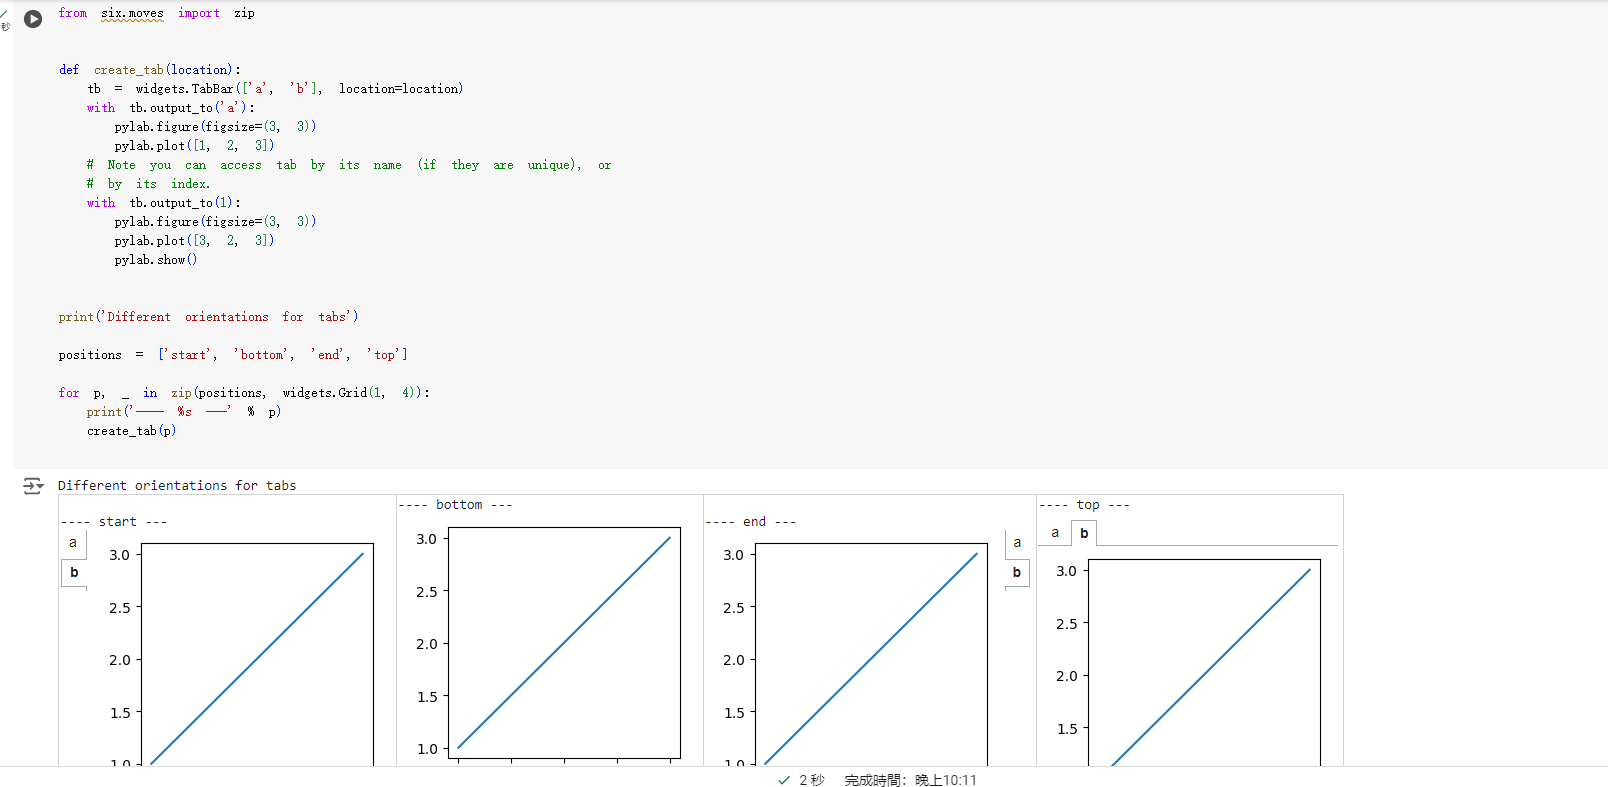 from six.moves import zip
秒
def create_tab(location):
tb = widgets.TabBar(['a', 'b'], location=location)
with tb.output_to('a'):
pylab.figure(figsize=(3, 3))
pylab.plot([1, 2, 3])
# Note you can access tab by its name (if they are unique), or
# by its index.
with tb.output_to(1):
pylab.figure(figsize=(3, 3))
pylab.plot([3, 2, 3])
pylab.show()
print('Different orientations for tabs')
positions = ['start', 'bottom', 'end', 'top']
for p, _ in zip(positions, widgets.Grid(1, 4)):
print('---- %s ---' % p)
create_tab(p)
Different orientations for tabs
---- start ---
a
b
3.0
2.5
2.0
1.5
1.0
---- bottom ---
3.0
2.5
2.0
1.5
1.0
---- end ---
3.0
2.5
2.0
1.5
1.0
a
b
---- top ---
a b
3.0
2.5
2.0
1.5
2 秒 完成時間：晚上10:11